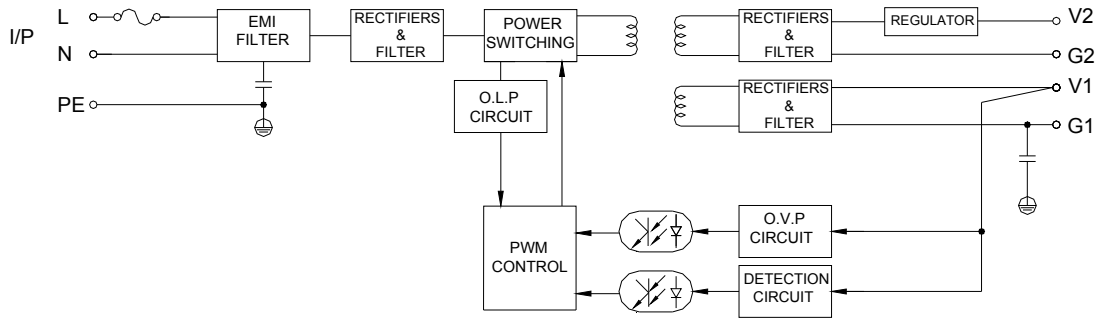 I/P
L
N
PE
EMI
FILTER
RECTIFIERS
&
FILTER
POWER
SWITCHING
O.L.P
CIRCUIT
PWM
CONTROL
RECTIFIERS
&
FILTER
REGULATOR
V2
G2
RECTIFIERS
&
FILTER
V1
G1
O.V.P
CIRCUIT
DETECTION
CIRCUIT